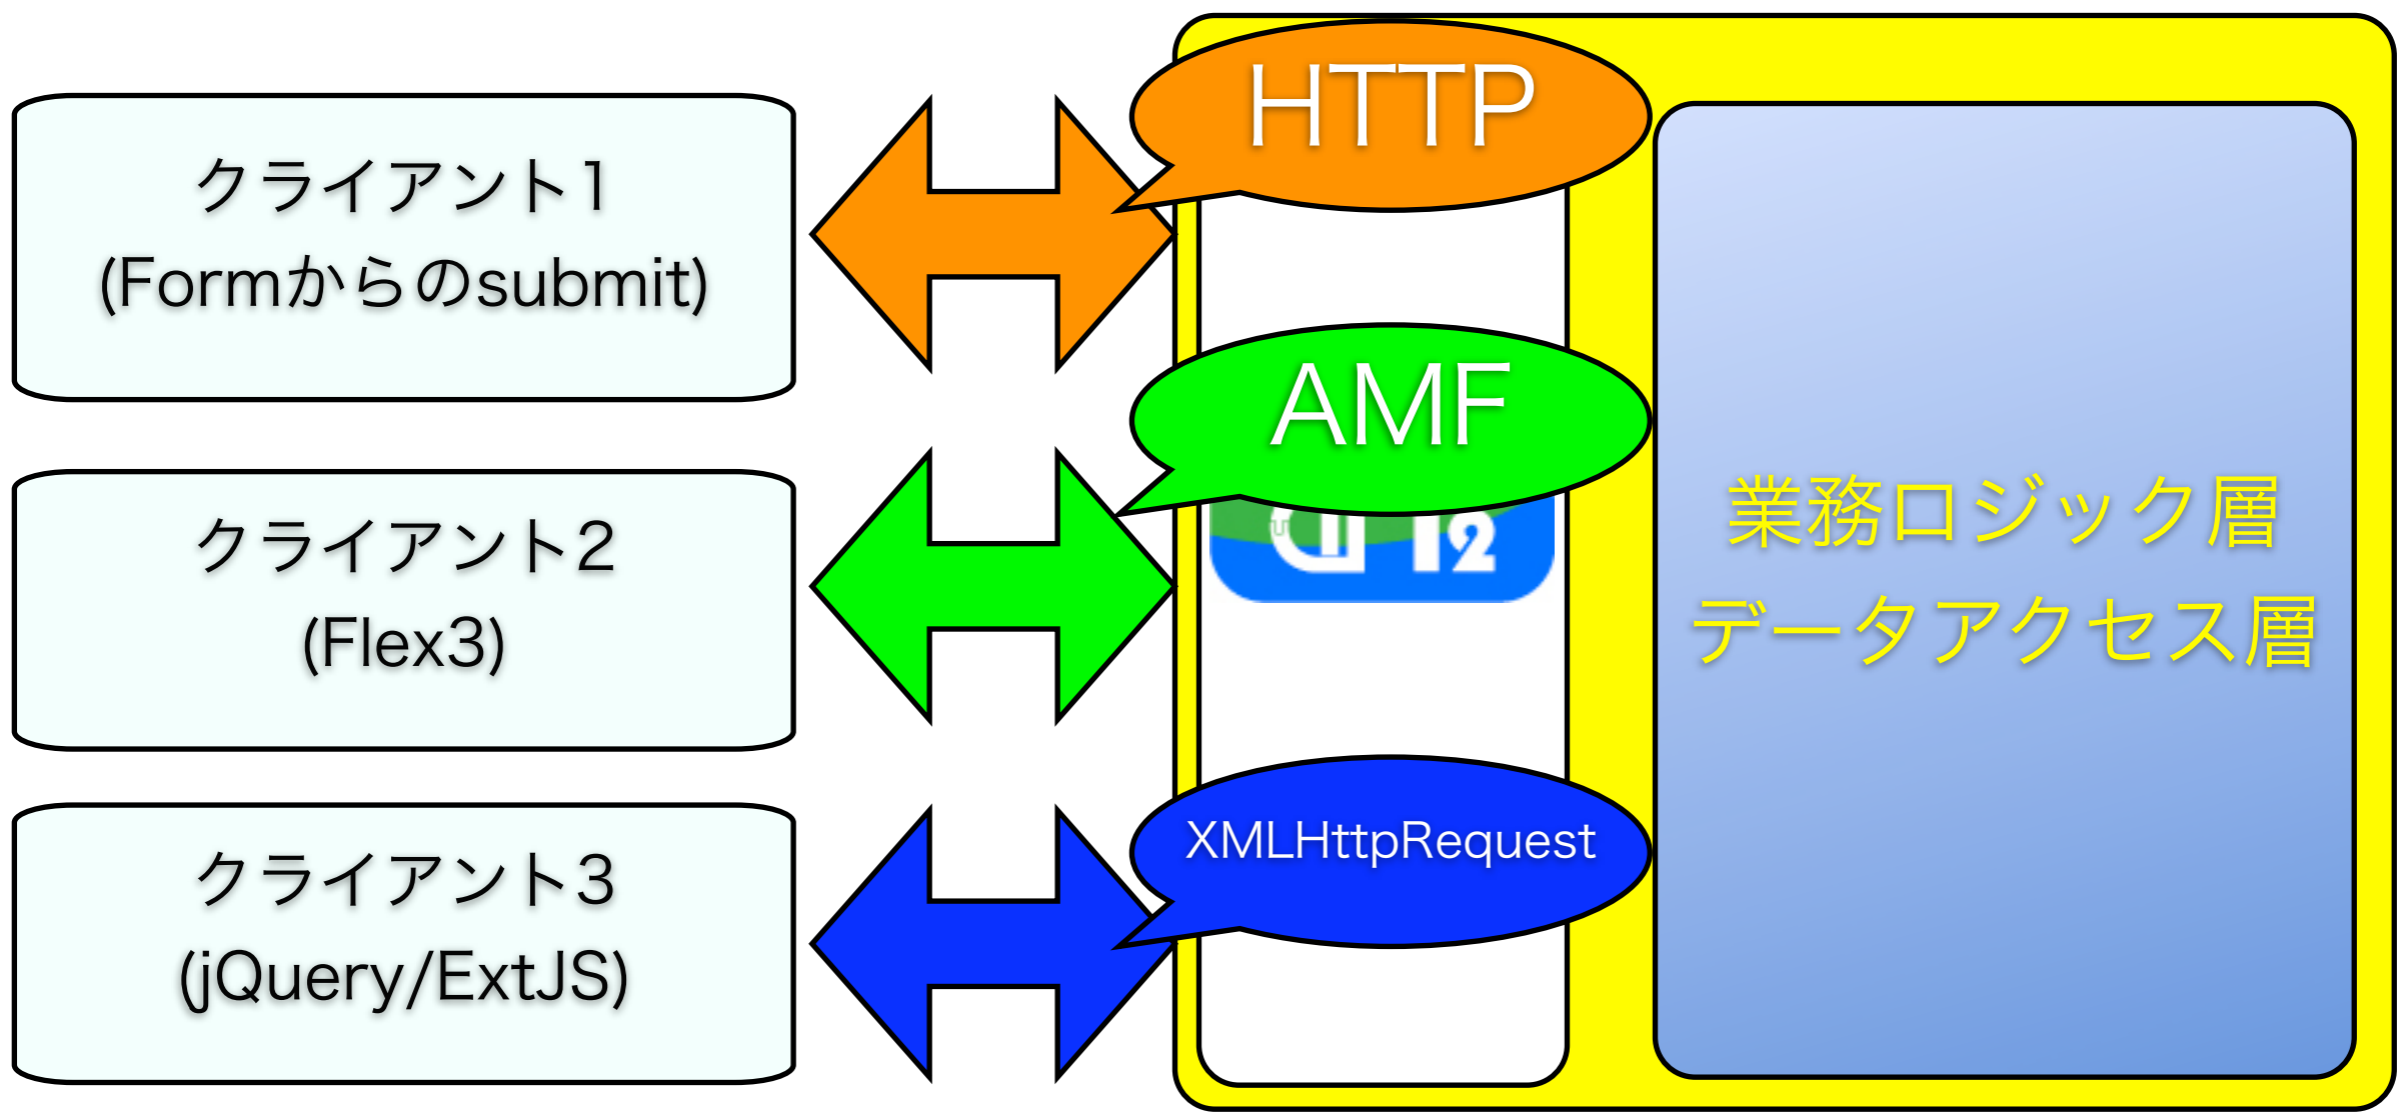 クライアント1
(Formからのsubmit)
クライアント2
(Flex3)
クライアント3
(jQuery/ExtJS)
HTTP
AMF
XMLHttpRequest
業務ロジック層
データアクセス層